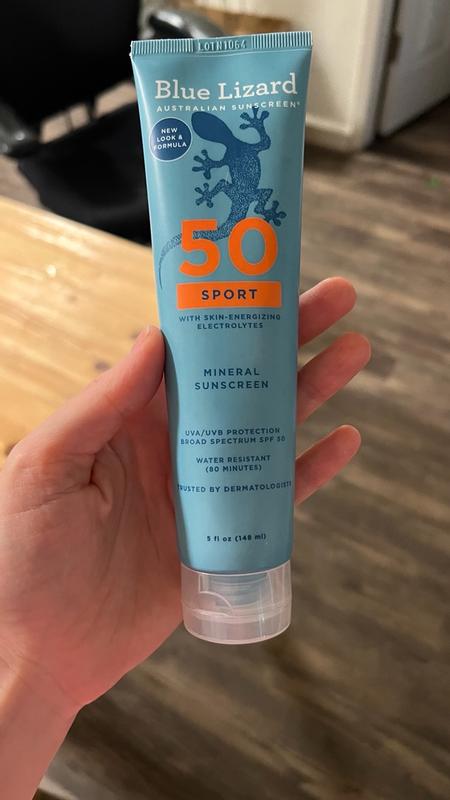 LOTN1064
Blue Lizard
AUSTRALIAN SUNSCREEN®
NEW
LOOK &
FORMULA
50
SPORT
WITH SKIN-ENERGIZING
ELECTROLYTES
MINERAL
SUNSCREEN
UVA/UVB PROTECTION
BROAD SPECTRUM SPF 50
WATER RESISTANT
(80 MINUTES)
TRUSTED BY DERMATOLOGISTS
5 fl oz (148 ml)